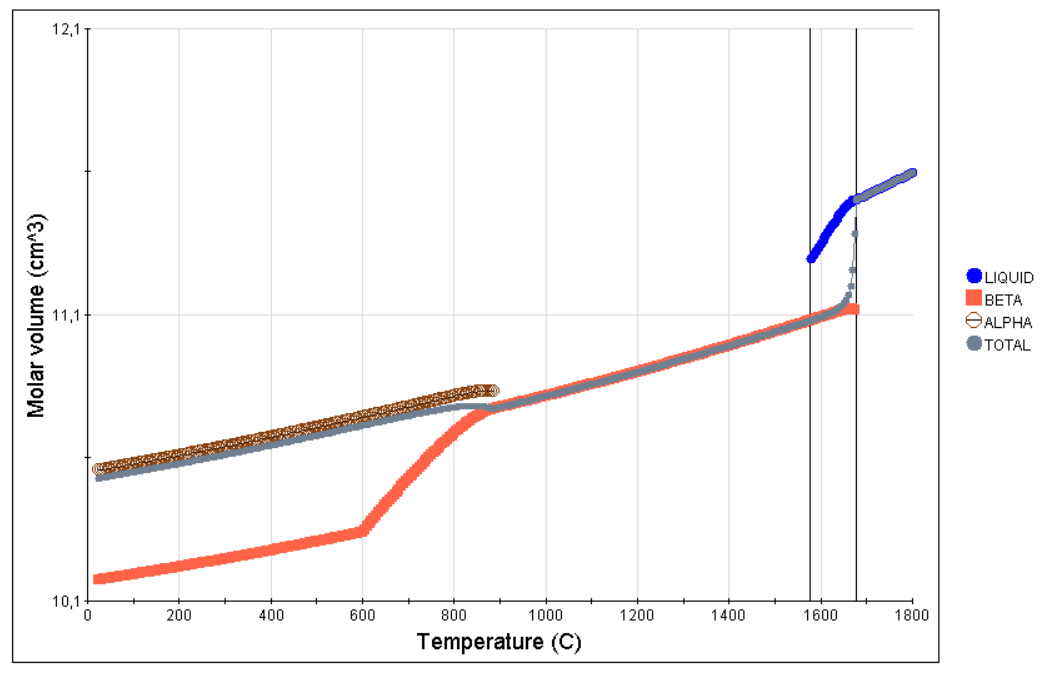 12,1
11,1
10,1
Molar volume (cm^3)
0 200 400 600 800 1000 1200 1400 1600 1800
Temperature (C)
LIQUID
BETA
ALPHA
TOTAL